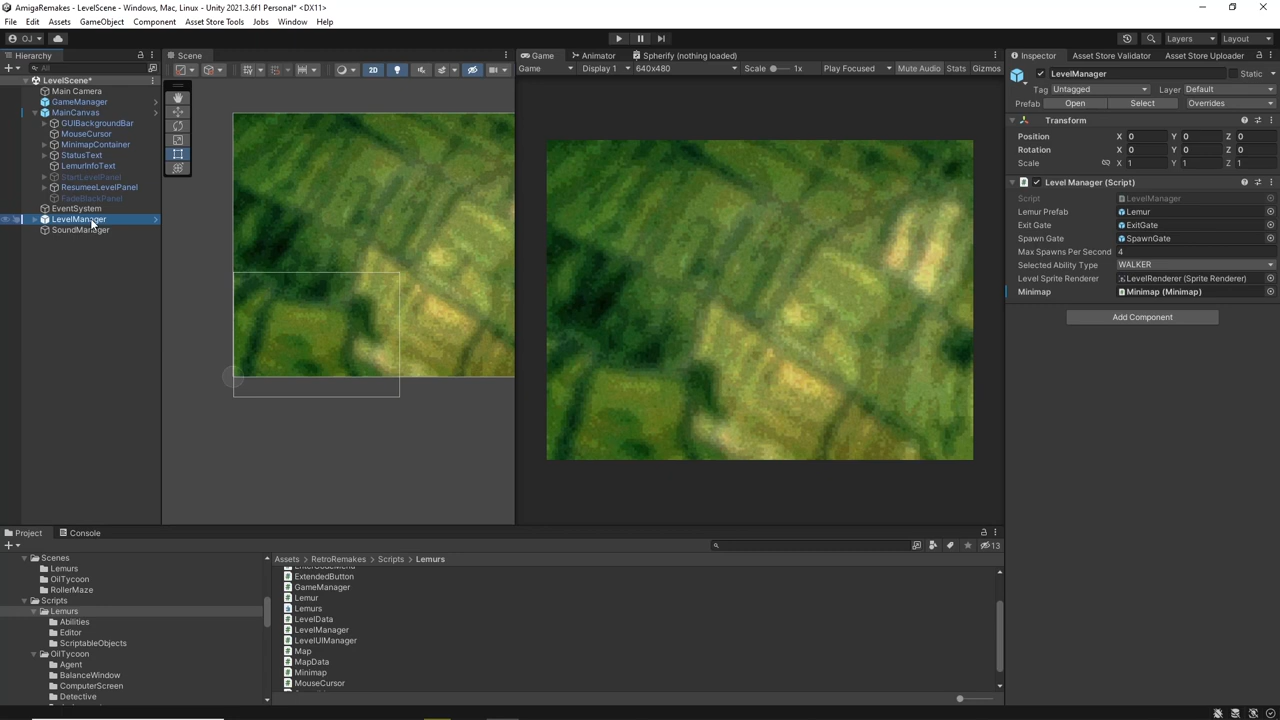 AmigaRemakes - LevelScene - Windows, Mac, Linux - Unity 2021.3.6f1 Personal* <DX11>
File Edit Assets GameObject Component Asset Store Tools Jobs Window Help
OJ Layers Layout
Hierarchy Scene Game Animator Spherify (nothing loaded) Inspector Asset Store Validator Asset Store Uploader
All 2D Game Display 1 640x480 Scale 1x Play Focused Mute Audio Stats Gizmos LevelManager Static
LevelScene*
Main Camera
GameManager
MainCanvas
GUIBackgroundBar
MouseCursor
MinimapContainer
StatusText
LemurInfoText
StartLevelPanel
ResumeeLevelPanel
FadeBlackPanel
EventSystem
LevelManager
SoundManager
Tag Untagged Layer Default
Prefab Open Select Overrides
Transform
Position X 0 Y 0 Z 0
Rotation X 0 Y 0 Z 0
Scale X 1 Y 1 Z 1
Level Manager (Script)
Script LevelManager
Lemur Prefab Lemur
Exit Gate ExitGate
Spawn Gate SpawnGate
Max Spawns Per Second 4
Selected Ability Type WALKER
Level Sprite Renderer LevelRenderer (Sprite Renderer)
Minimap Minimap (Minimap)
Add Component
Project Console
13
Scenes
Lemurs
OilTycoon
RollerMaze
Scripts
Lemurs
Abilities
Editor
ScriptableObjects
OilTycoon
Agent
BalanceWindow
ComputerScreen
Detective
Assets > RetroRemakes > Scripts > Lemurs
ExtendedButton
GameManager
Lemur
Lemurs
LevelData
LevelManager
LevelUIManager
Map
MapData
Minimap
MouseCursor